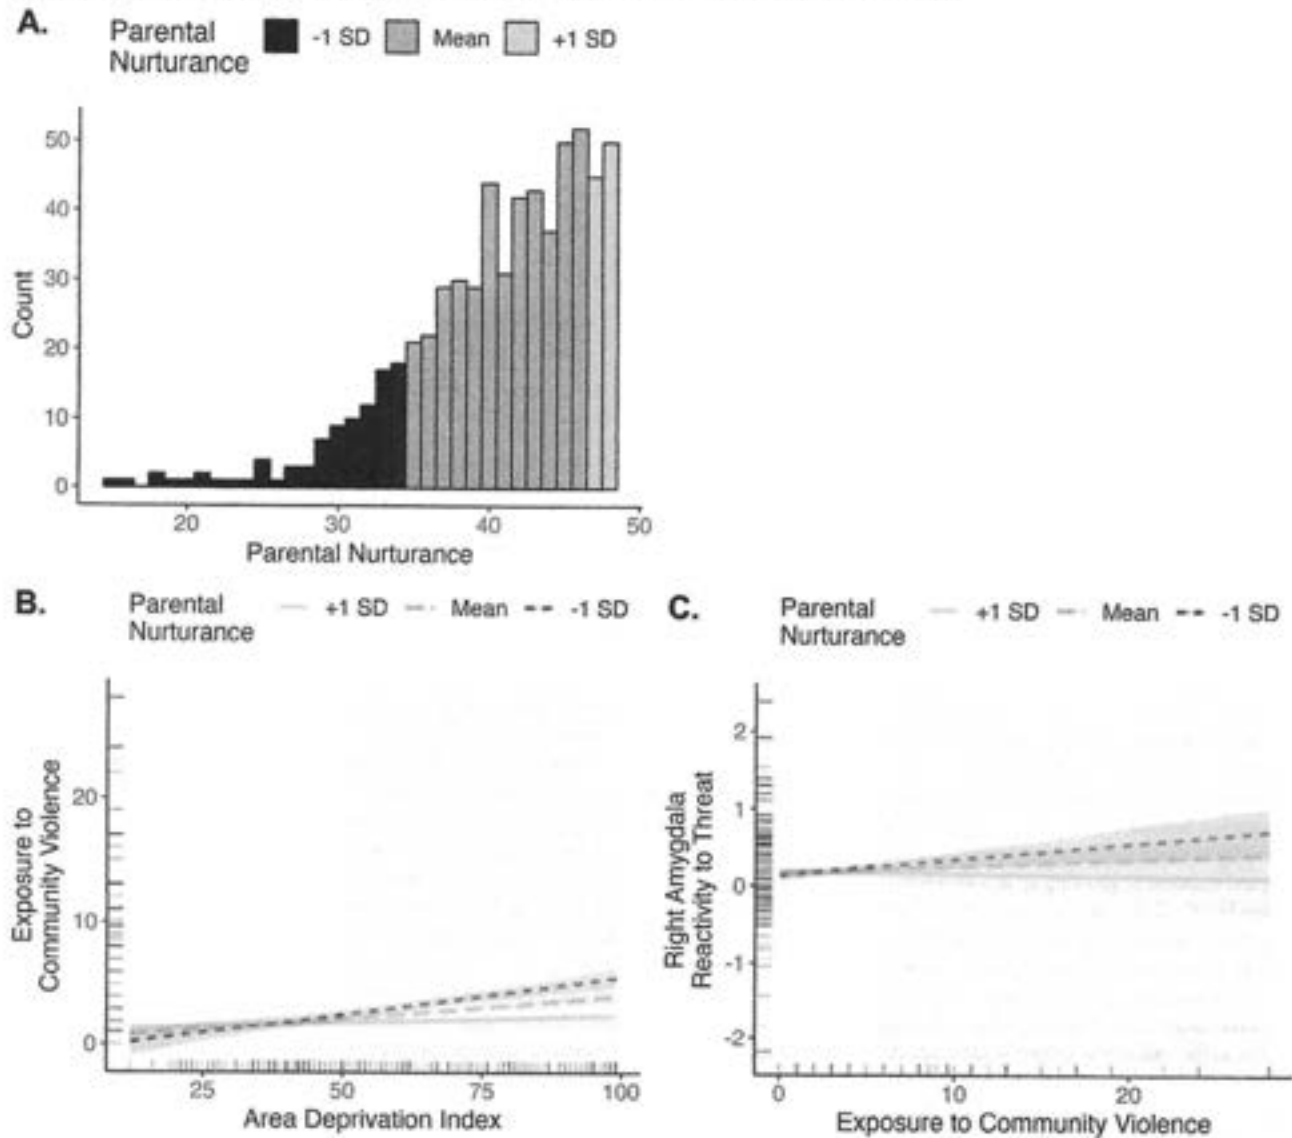 A.
Parental
Nurturance
-1 SD
Mean
+1 SD
50
40
30
20
10
0
Count
20
30
40
50
Parental Nurturance
B.
Parental
Nurturance
+1 SD
Mean
-1 SD
Exposure to
Community Violence
20
10
0
25
50
75
100
Area Deprivation Index
C.
Parental
Nurturance
+1 SD
Mean
-1 SD
Right Amygdala
Reactivity to Threat
2
1
0
-1
-2
0
10
20
Exposure to Community Violence